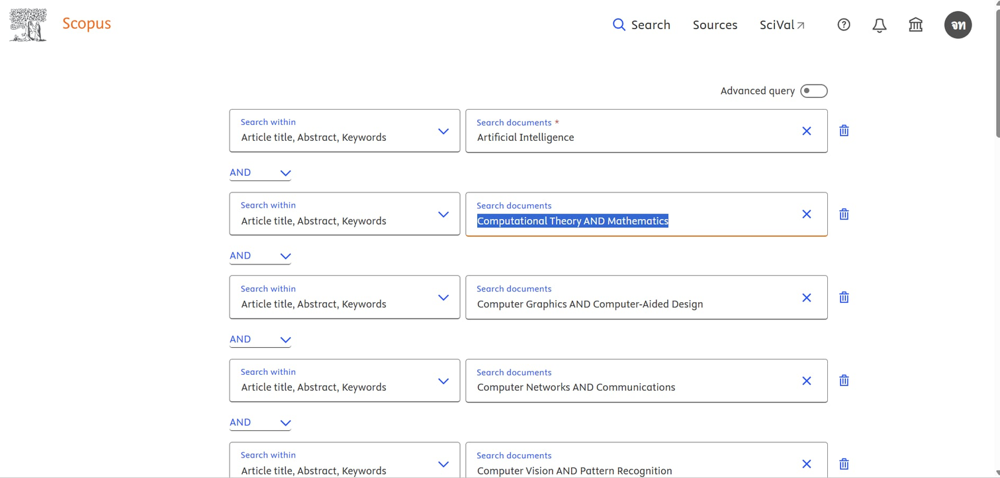 Scopus
Search
Sources
SciVal
จท
Advanced query
Search within
Article title, Abstract, Keywords
Search documents *
Artificial Intelligence
AND
Search within
Article title, Abstract, Keywords
Search documents
Computational Theory AND Mathematics
AND
Search within
Article title, Abstract, Keywords
Search documents
Computer Graphics AND Computer-Aided Design
AND
Search within
Article title, Abstract, Keywords
Search documents
Computer Networks AND Communications
AND
Search within
Article title, Abstract, Keywords
Search documents
Computer Vision AND Pattern Recognition